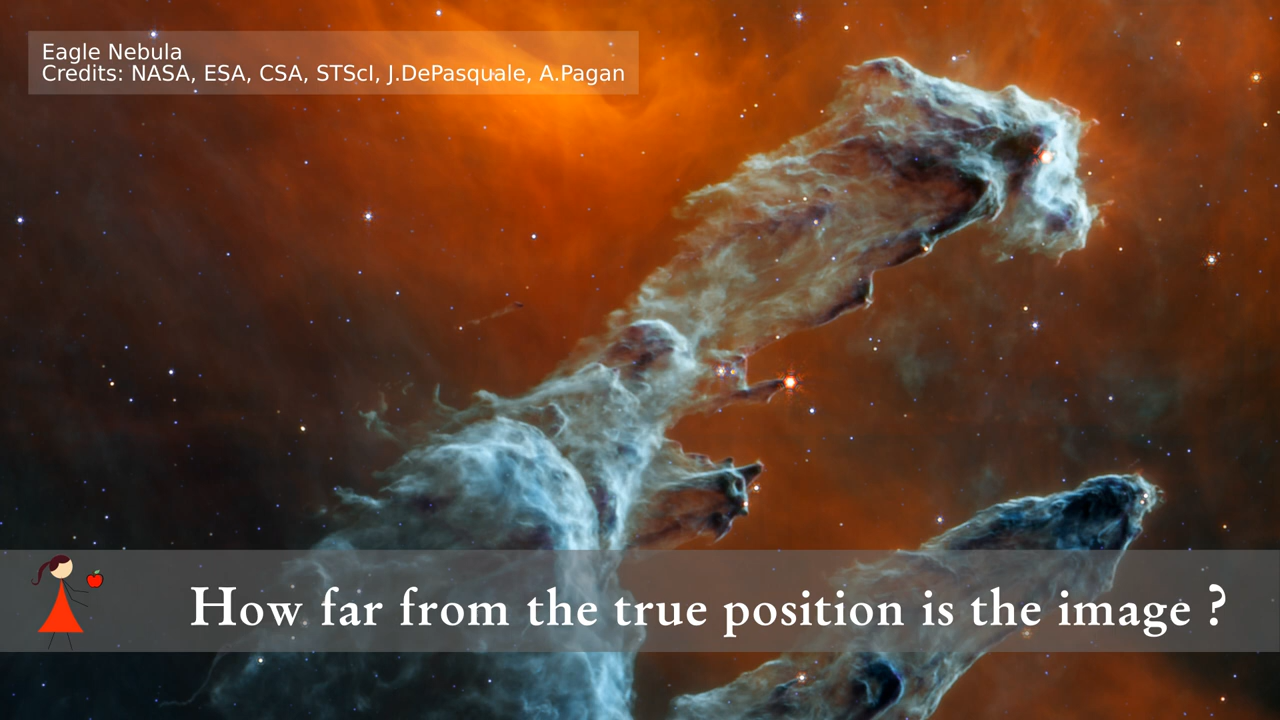 Eagle Nebula
Credits: NASA, ESA, CSA, STScI, J.DePasquale, A.Pagan
How far from the true position is the image ?